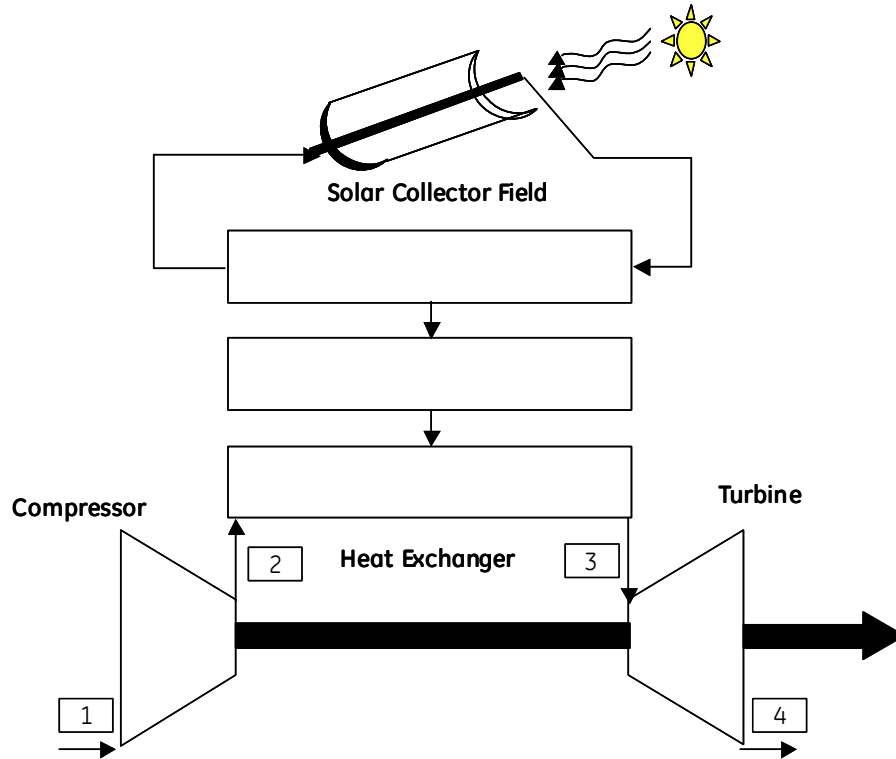 Solar Collector Field
Compressor
Turbine
2
Heat Exchanger
3
1
4